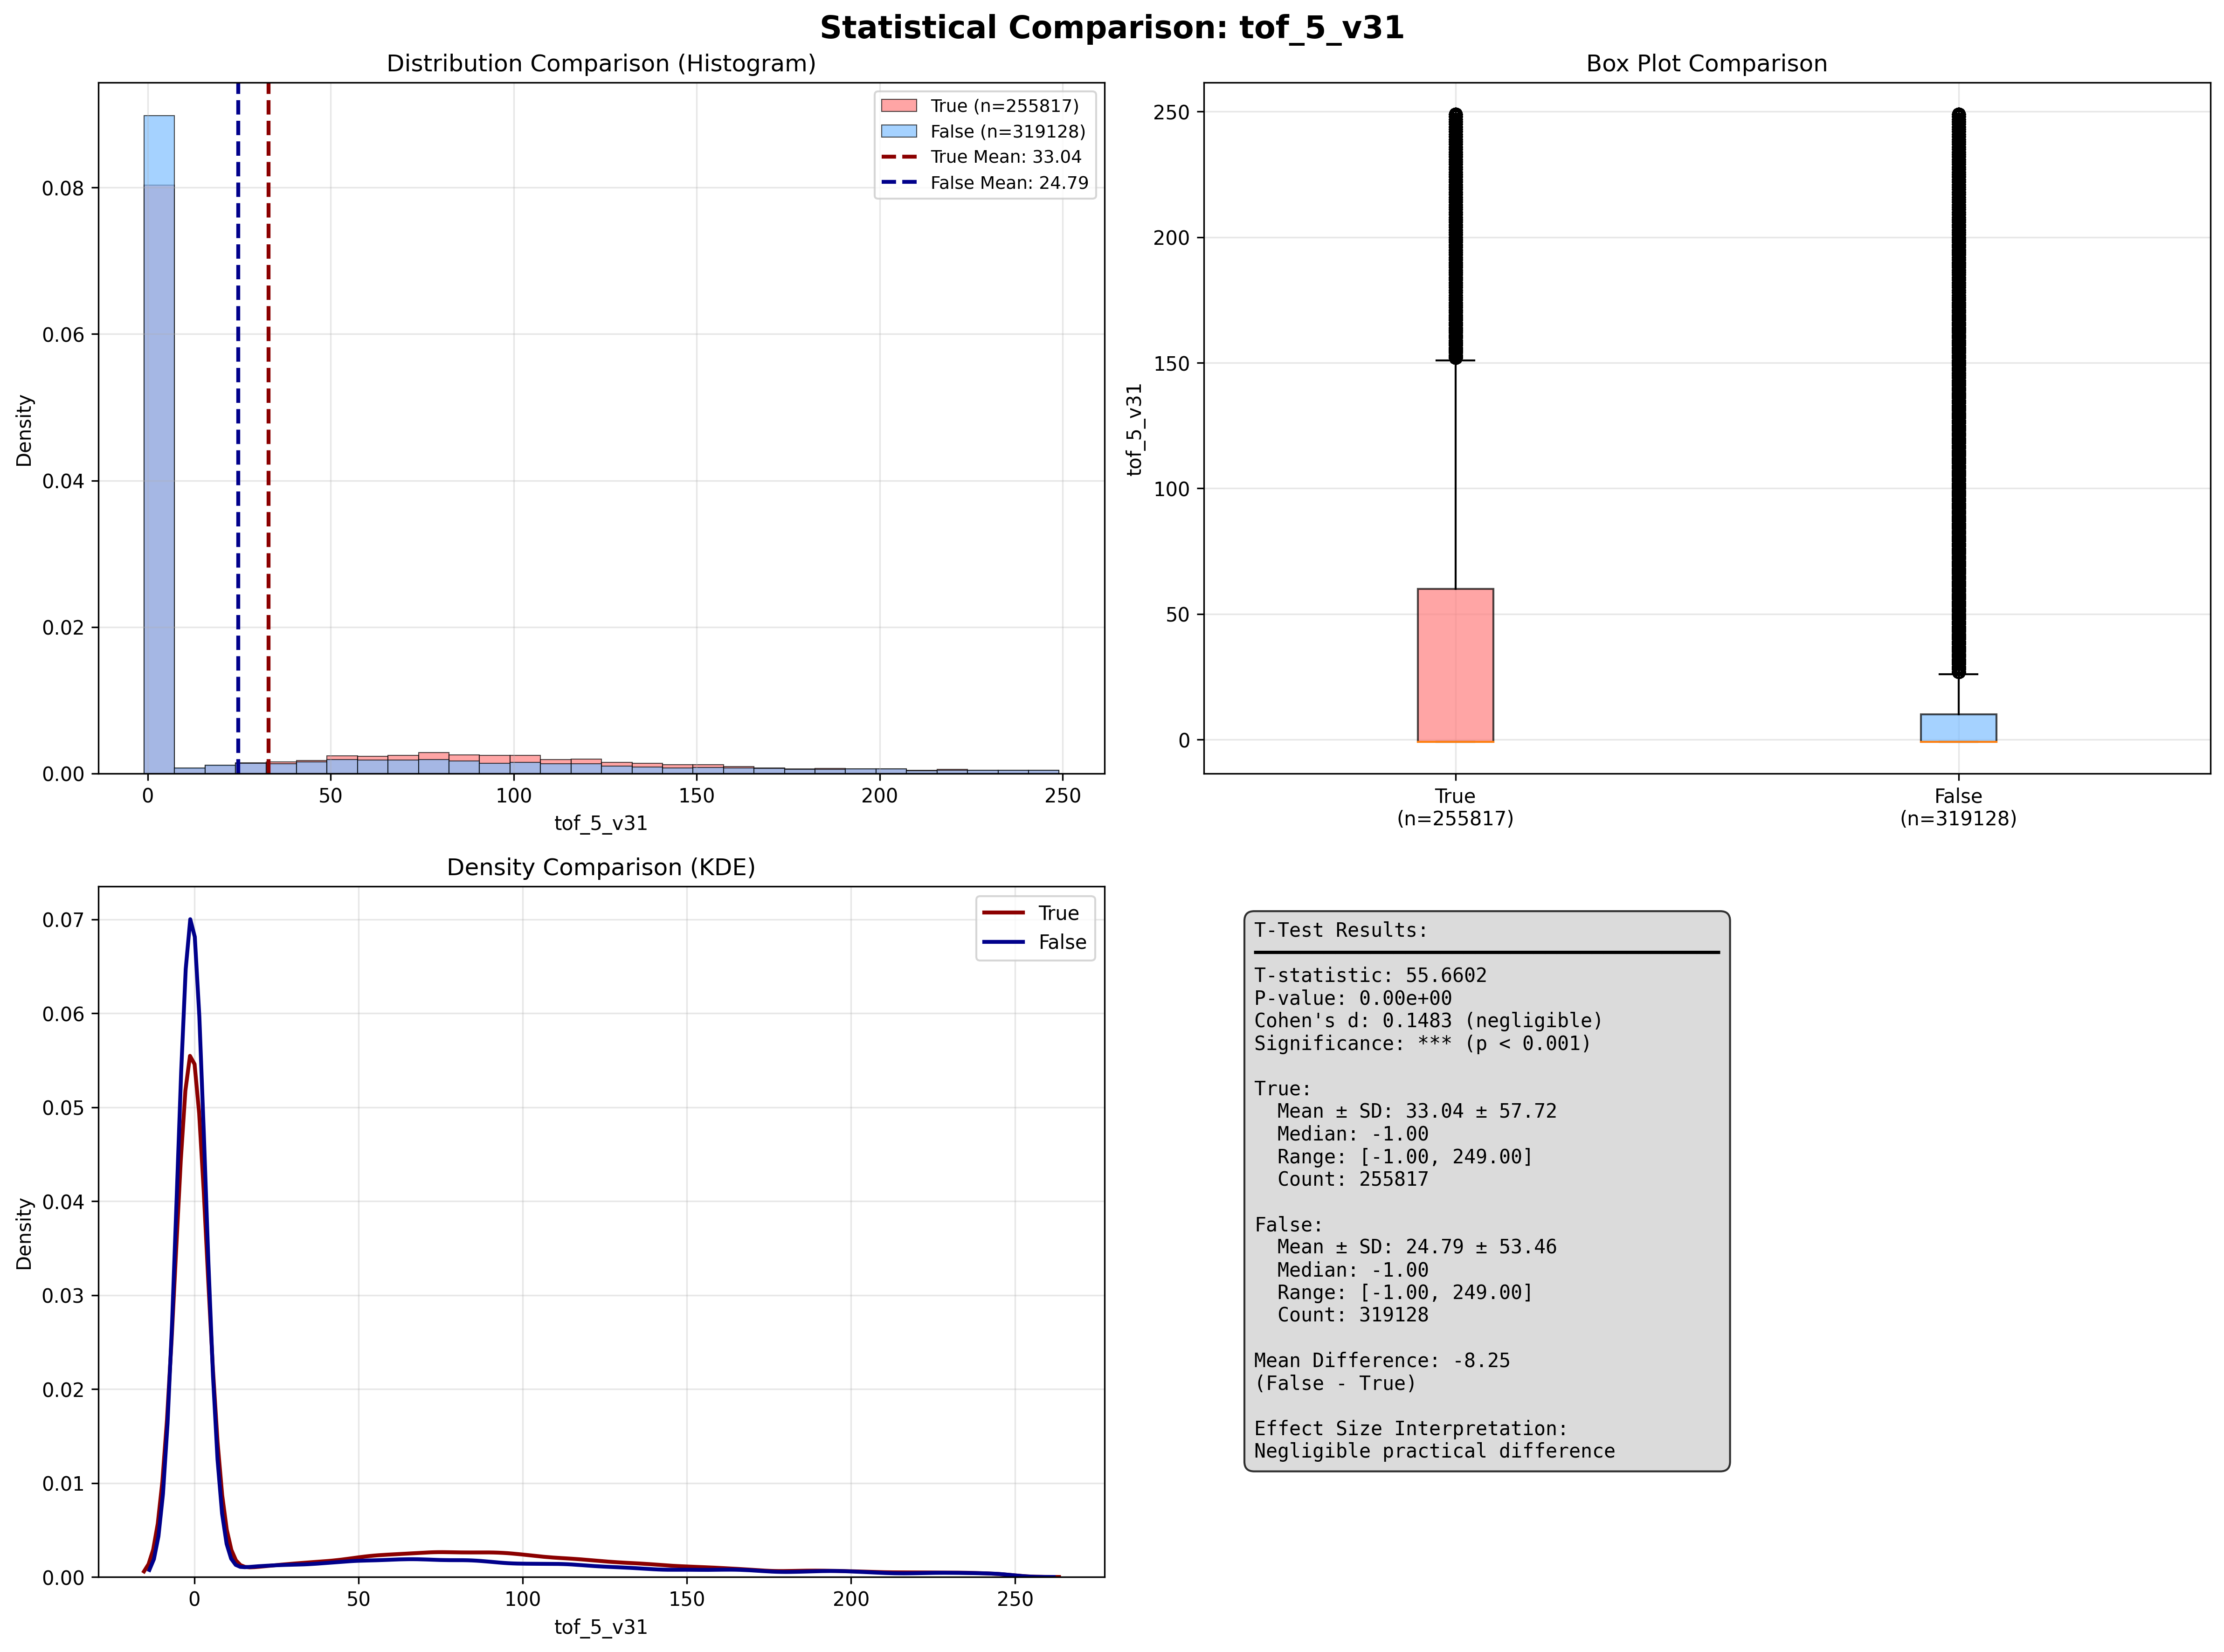 Statistical Comparison: tof_5_v31
Distribution Comparison (Histogram)
True (n=255817)
False (n=319128)
True Mean: 33.04
False Mean: 24.79
Density
0.08
0.06
0.04
0.02
0.00
0
50
100
150
200
250
tof_5_v31
Box Plot Comparison
tof_5_v31
250
200
150
100
50
0
True
(n=255817)
False
(n=319128)
Density Comparison (KDE)
True
False
Density
0.07
0.06
0.05
0.04
0.03
0.02
0.01
0.00
0
50
100
150
200
250
tof_5_v31
T-Test Results:
T-statistic: 55.6602
P-value: 0.00e+00
Cohen's d: 0.1483 (negligible)
Significance: *** (p < 0.001)
True:
Mean ± SD: 33.04 ± 57.72
Median: -1.00
Range: [-1.00, 249.00]
Count: 255817
False:
Mean ± SD: 24.79 ± 53.46
Median: -1.00
Range: [-1.00, 249.00]
Count: 319128
Mean Difference: -8.25
(False - True)
Effect Size Interpretation:
Negligible practical difference